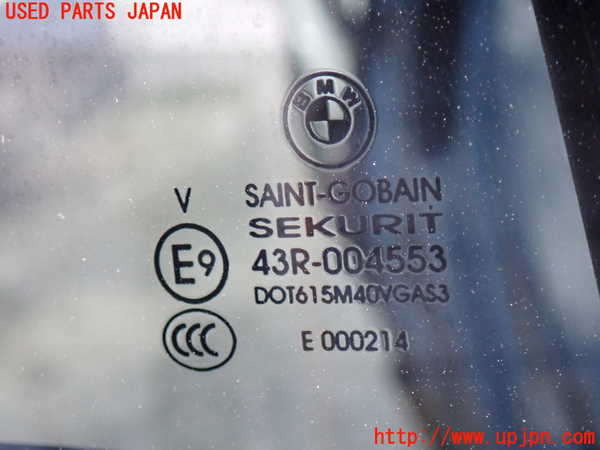 USED PARTS JAPAN
BMW
V
SAINT-GOBAIN
SEKURIT
E9
43R-004553
DOT615M40VGAS3
CCC
E 000214
http://www.upjpn.com/